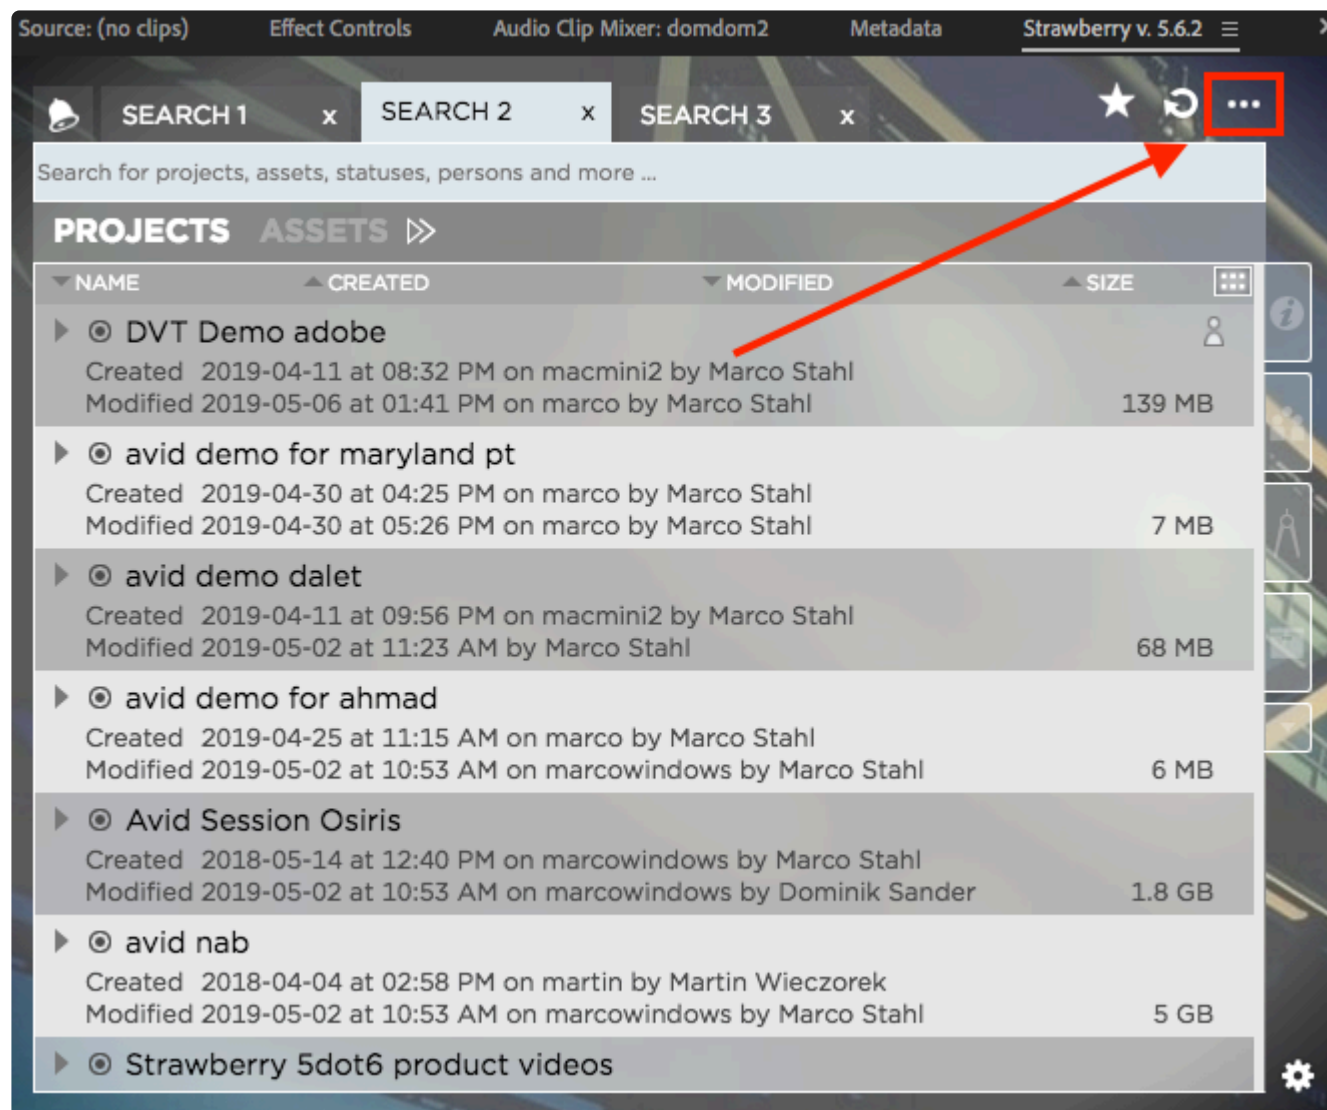 Source: (no clips) Effect Controls Audio Clip Mixer: domdom2 Metadata Strawberry v. 5.6.2
SEARCH 1 x SEARCH 2 x SEARCH 3 x
Search for projects, assets, statuses, persons and more ...
PROJECTS ASSETS
NAME CREATED MODIFIED SIZE
DVT Demo adobe
Created 2019-04-11 at 08:32 PM on macmini2 by Marco Stahl
Modified 2019-05-06 at 01:41 PM on marco by Marco Stahl 139 MB
avid demo for maryland pt
Created 2019-04-30 at 04:25 PM on marco by Marco Stahl
Modified 2019-04-30 at 05:26 PM on marco by Marco Stahl 7 MB
avid demo dalet
Created 2019-04-11 at 09:56 PM on macmini2 by Marco Stahl
Modified 2019-05-02 at 11:23 AM by Marco Stahl 68 MB
avid demo for ahmad
Created 2019-04-25 at 11:15 AM on marco by Marco Stahl
Modified 2019-05-02 at 10:53 AM on marcowindows by Marco Stahl 6 MB
Avid Session Osiris
Created 2018-05-14 at 12:40 PM on marcowindows by Marco Stahl
Modified 2019-05-02 at 10:53 AM on marcowindows by Dominik Sander 1.8 GB
avid nab
Created 2018-04-04 at 02:58 PM on martin by Martin Wieczorek
Modified 2019-05-02 at 10:53 AM on marcowindows by Marco Stahl 5 GB
Strawberry 5dot6 product videos